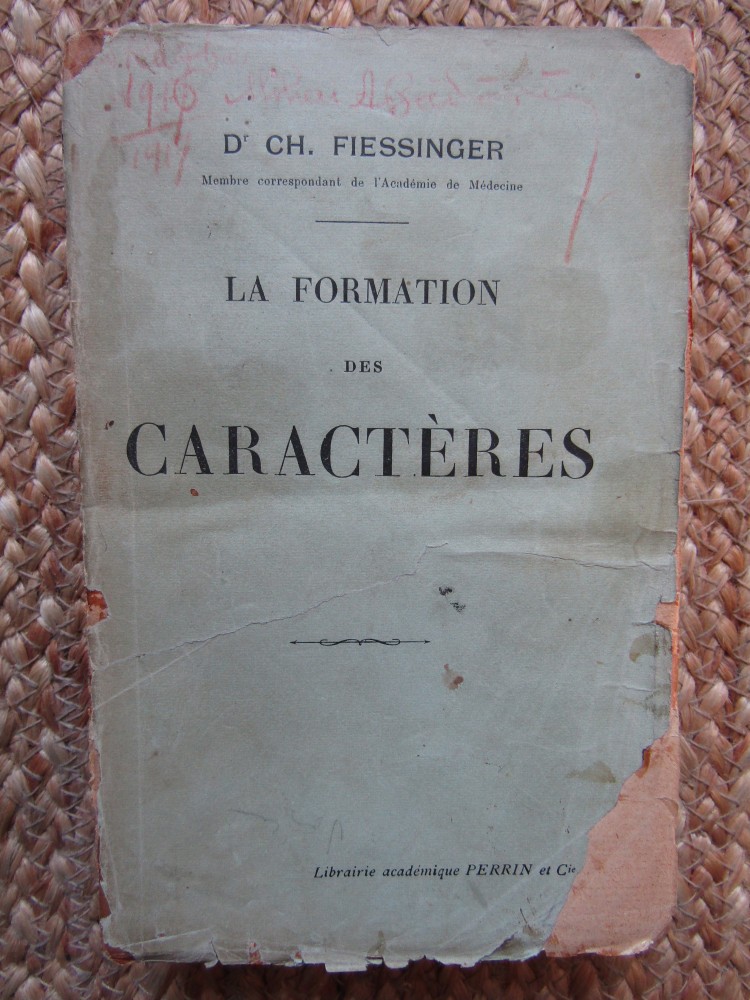 1916
1917
Dr CH. FIESSINGER
Membre correspondant de l'Académie de Médecine
LA FORMATION
DES
CARACTÈRES
Librairie académique PERRIN et Cie